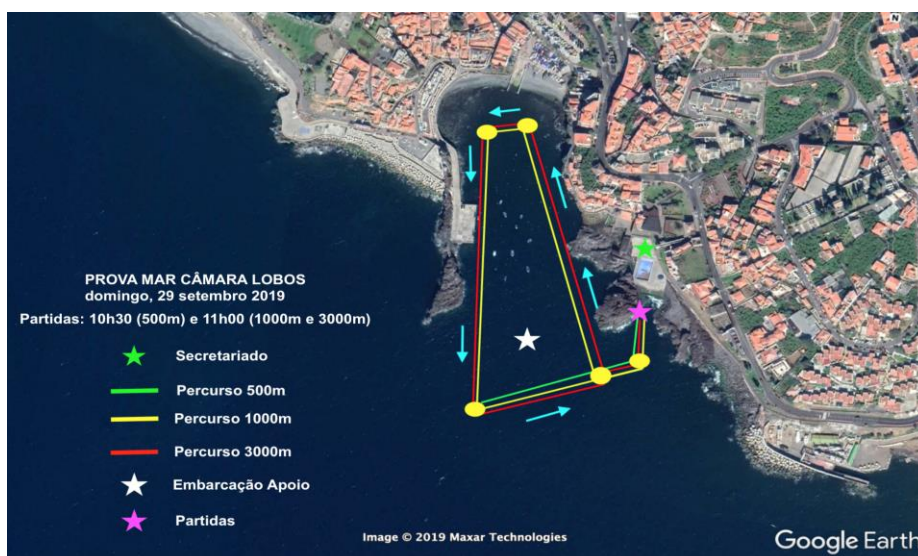 N
PROVA MAR CÂMARA LOBOS
domingo, 29 setembro 2019
Partidas: 10h30 (500m) e 11h00 (1000m e 3000m)
Secretariado
Percurso 500m
Percurso 1000m
Percurso 3000m
Embarcação Apoio
Partidas
Image © 2019 Maxar Technologies
Google Earth